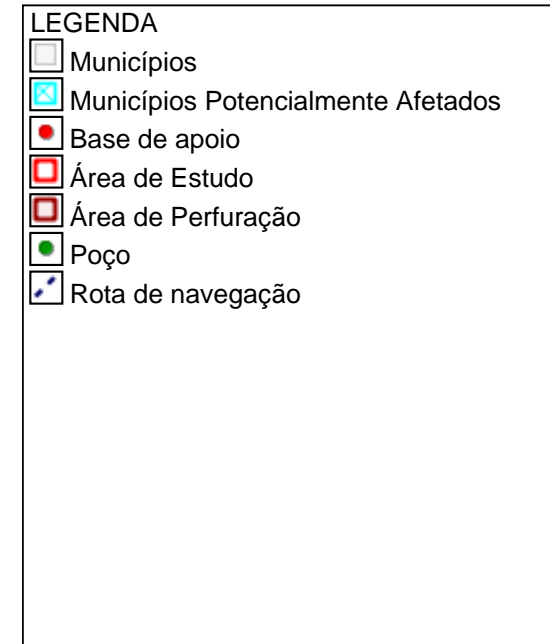 LEGENDA
Municípios
Municípios Potencialmente Afetados
Base de apoio
Área de Estudo
Área de Perfuração
Poço
Rota de navegação